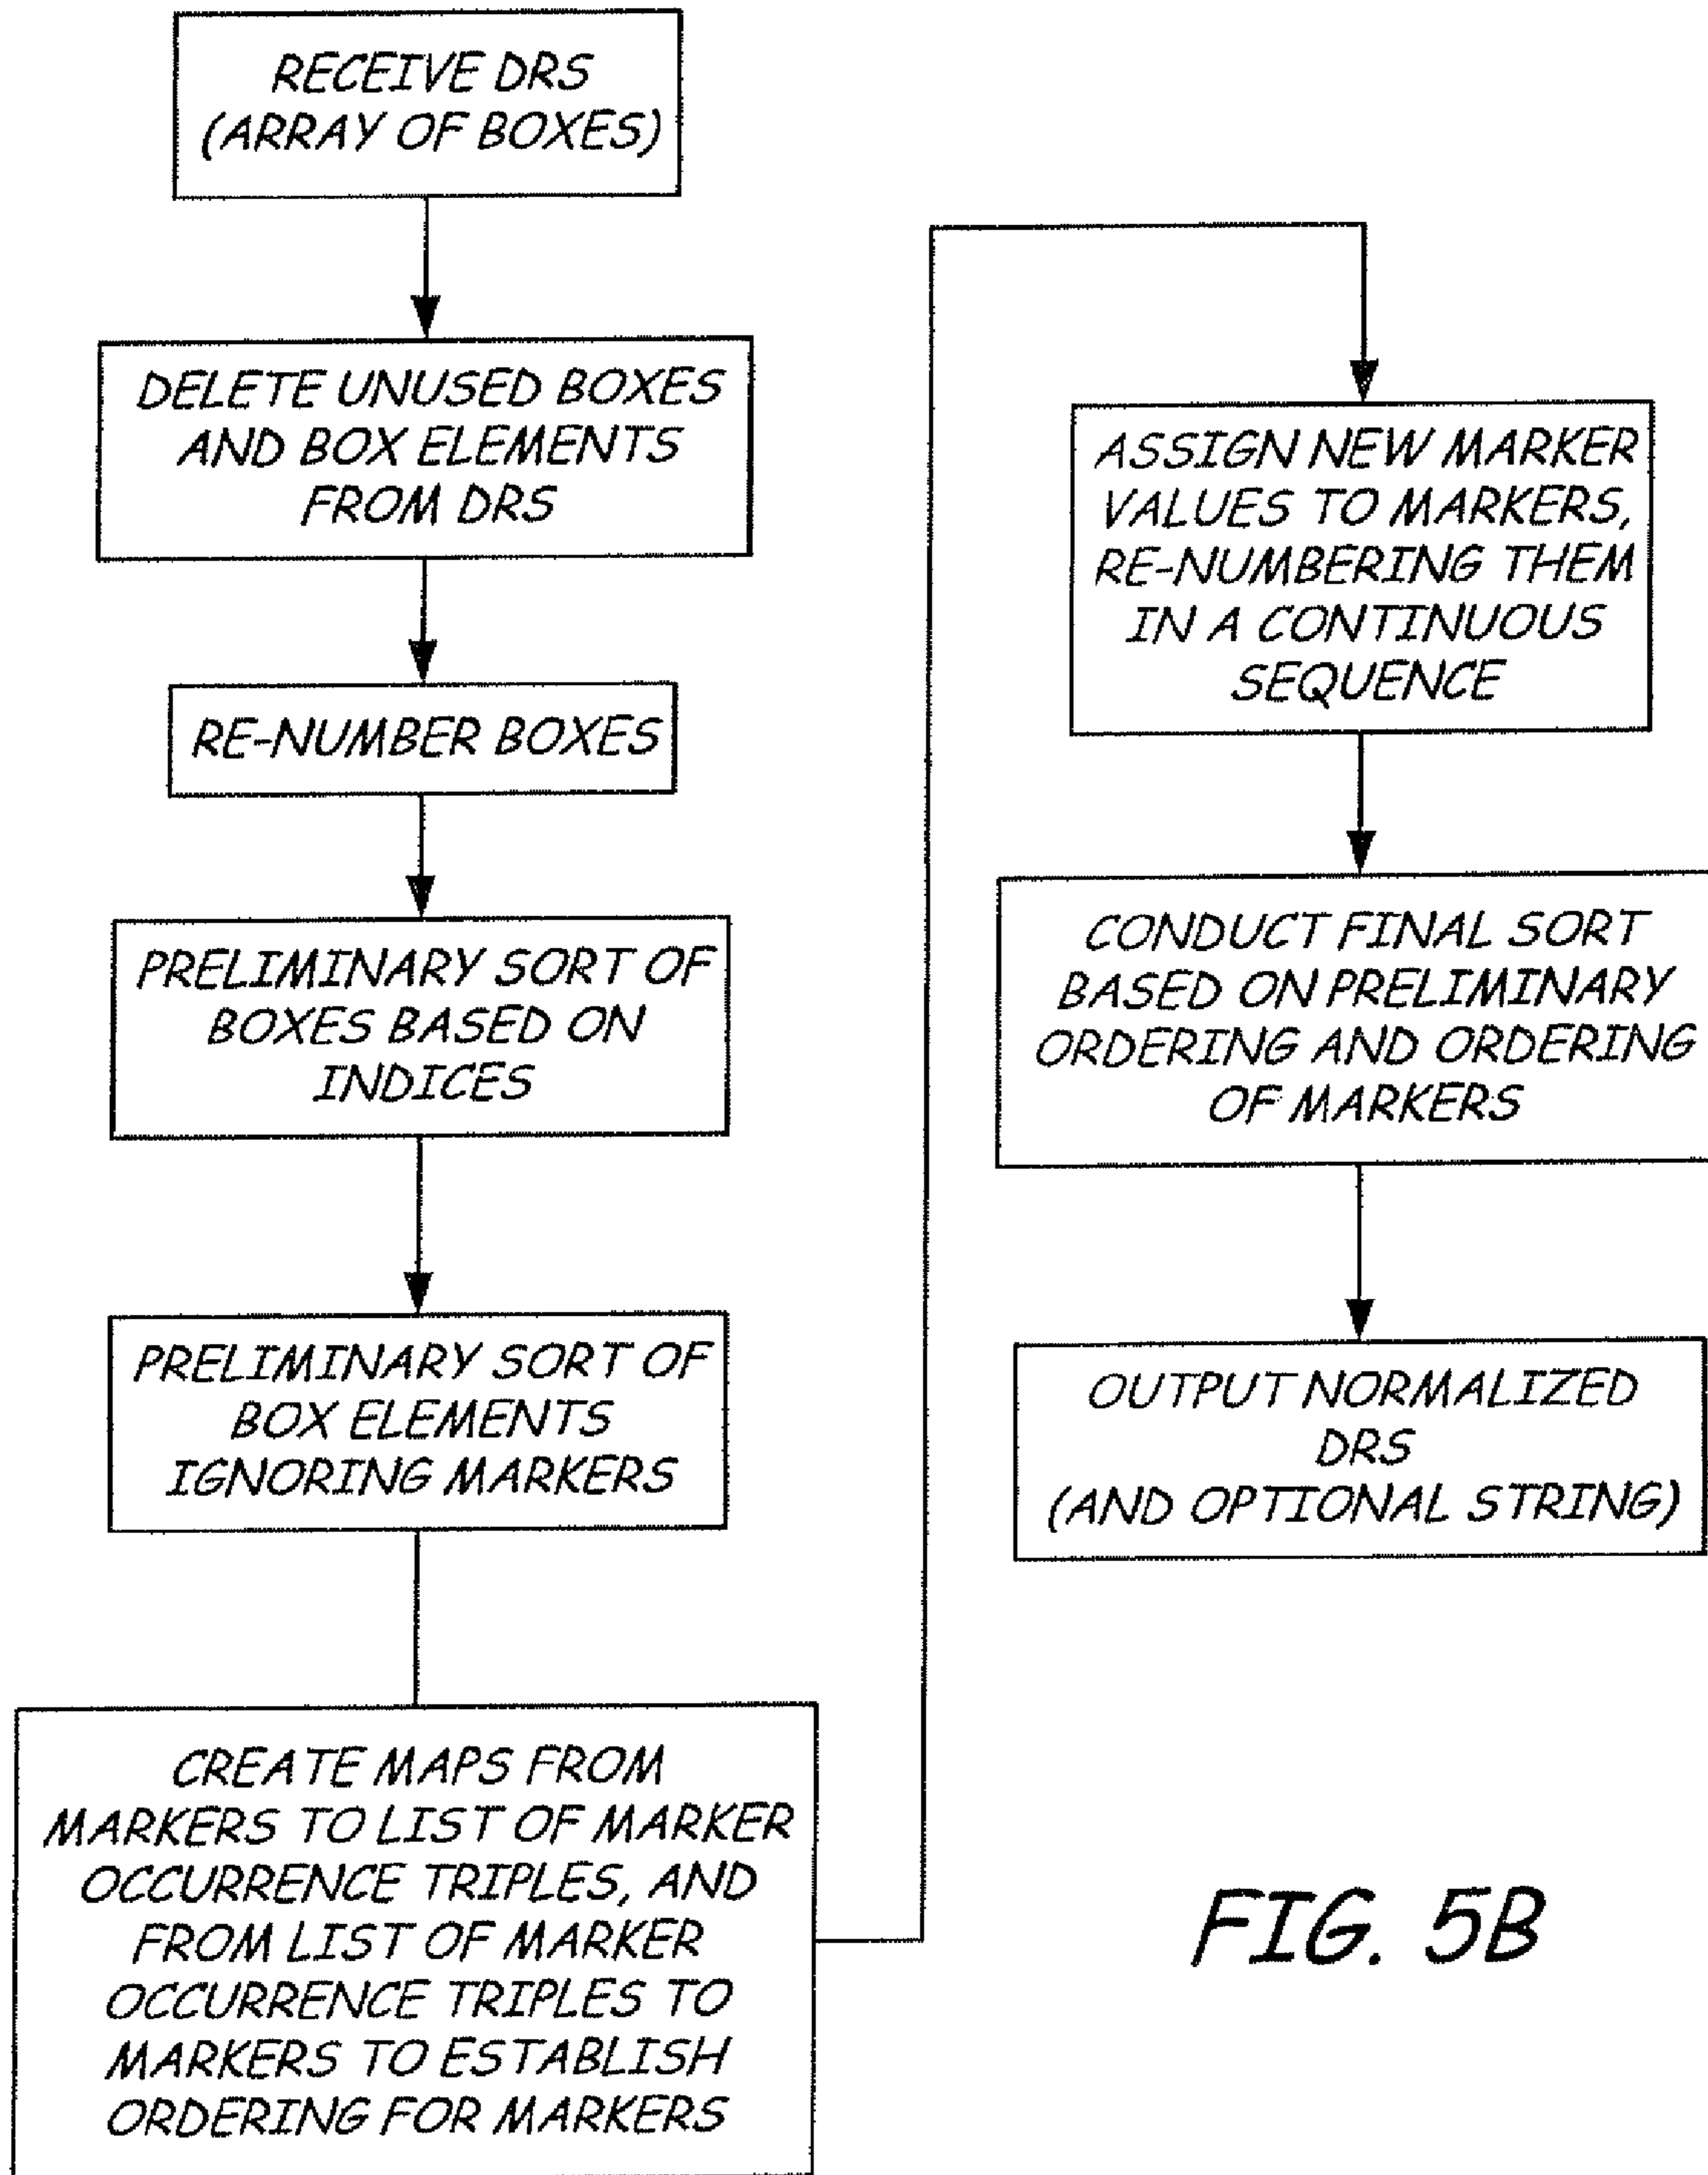 RECEIVE DRS
(ARRAY OF BOXES)
DELETE UNUSED BOXES
AND BOX ELEMENTS
FROM DRS
RE-NUMBER BOXES
PRELIMINARY SORT OF
BOXES BASED ON
INDICES
PRELIMINARY SORT OF
BOX ELEMENTS
IGNORING MARKERS
CREATE MAPS FROM
MARKERS TO LIST OF MARKER
OCCURRENCE TRIPLES, AND
FROM LIST OF MARKER
OCCURRENCE TRIPLES TO
MARKERS TO ESTABLISH
ORDERING FOR MARKERS
ASSIGN NEW MARKER
VALUES TO MARKERS,
RE-NUMBERING THEM
IN A CONTINUOUS
SEQUENCE
CONDUCT FINAL SORT
BASED ON PRELIMINARY
ORDERING AND ORDERING
OF MARKERS
OUTPUT NORMALIZED
DRS
(AND OPTIONAL STRING)
FIG. 5B